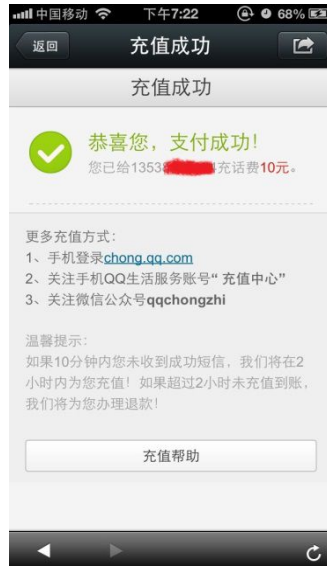 中国移动 下午7:22 68%
返回 充值成功
充值成功
恭喜您，支付成功!
您已给1353 4充话费10元。
更多充值方式:
1、手机登录chong.qq.com
2、关注手机QQ生活服务账号“充值中心”
3、关注微信公众号qqchongzhi
温馨提示:
如果10分钟内您未收到成功短信，我们将在2
小时内为您充值！如果超过2小时未充值到账，
我们将为您办理退款！
充值帮助